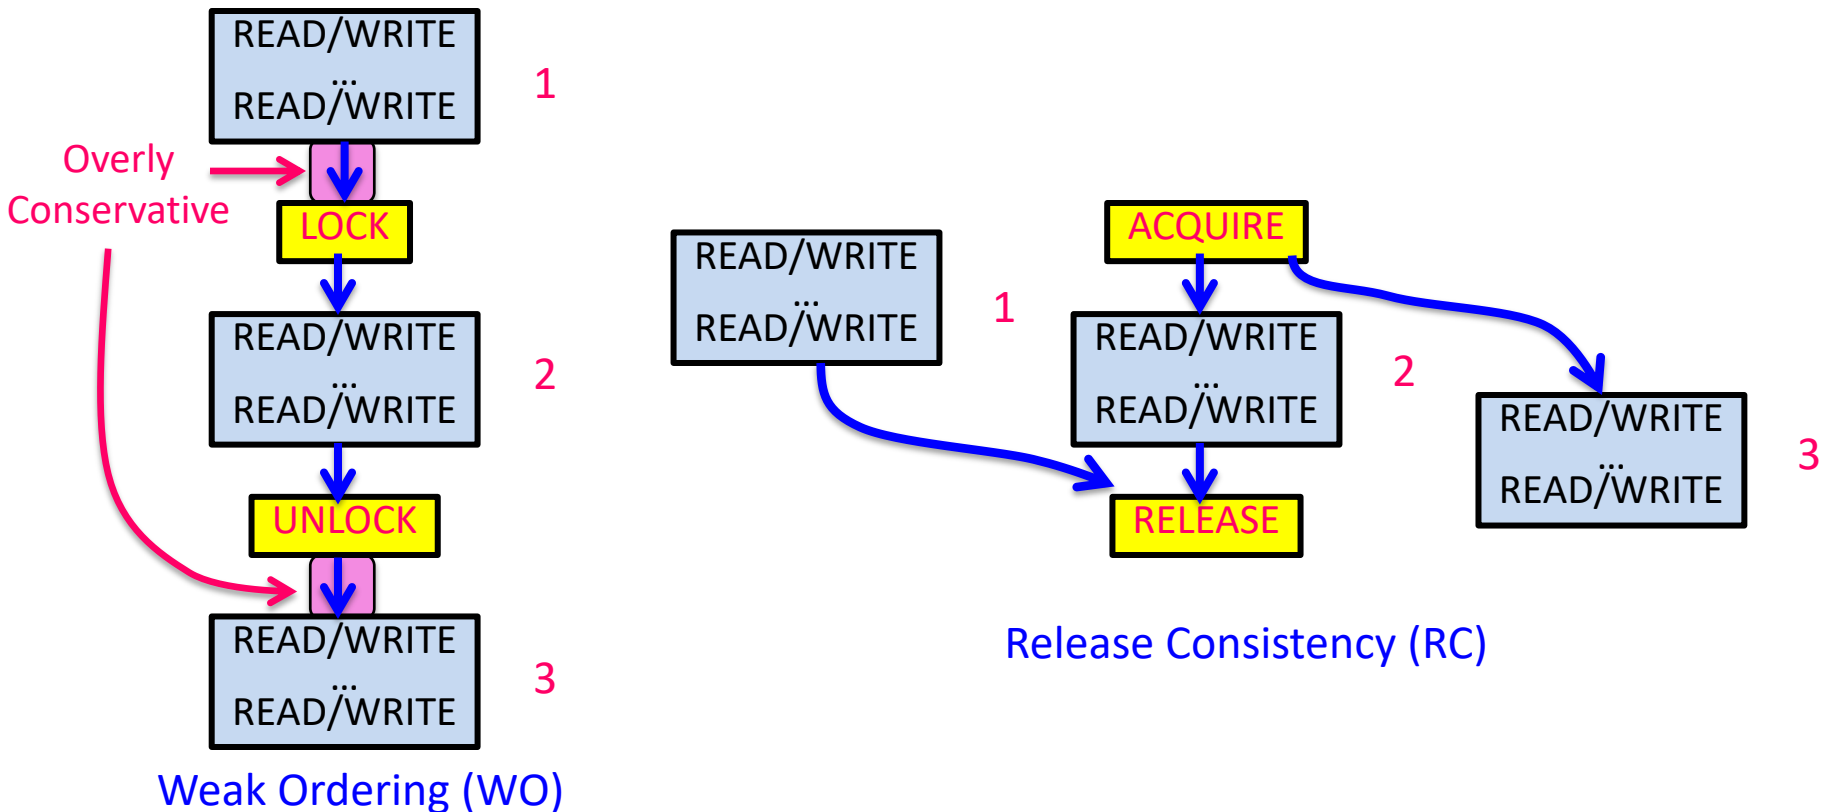 READ/WRITE
...
READ/WRITE
1
Overly
Conservative
LOCK
READ/WRITE
...
READ/WRITE
2
UNLOCK
READ/WRITE
...
READ/WRITE
3
Weak Ordering (WO)
READ/WRITE
...
READ/WRITE
1
ACQUIRE
READ/WRITE
...
READ/WRITE
2
RELEASE
READ/WRITE
...
READ/WRITE
3
Release Consistency (RC)